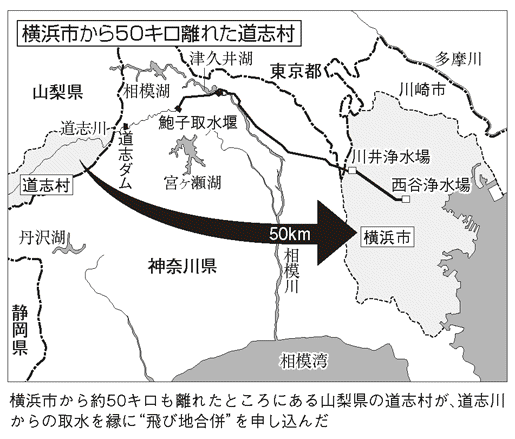 横浜市から50キロ離れた道志村
津久井湖
多摩川
東京都
山梨県
相模湖
川崎市
道志川
鮑子取水堰
道志ダム
川井浄水場
道志村
宮ヶ瀬湖
西谷浄水場
50km
横浜市
丹沢湖
神奈川県
相模川
静岡県
相模湾
横浜市から約50キロも離れたところにある山梨県の道志村が、道志川
からの取水を縁に“飛び地合併”を申し込んだ